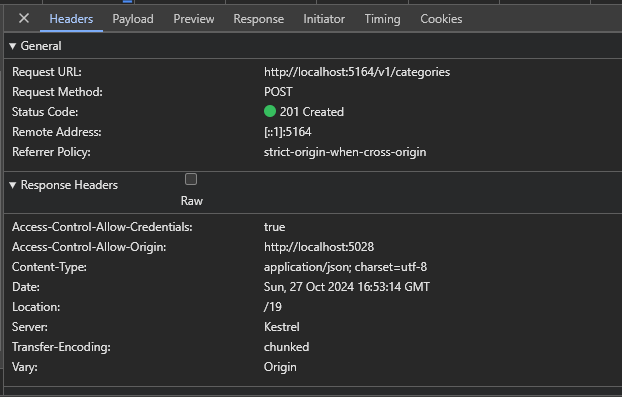 Headers Payload Preview Response Initiator Timing Cookies
General
Request URL: http://localhost:5164/v1/categories
Request Method: POST
Status Code: 201 Created
Remote Address: [::1]:5164
Referrer Policy: strict-origin-when-cross-origin
Response Headers
Raw
Access-Control-Allow-Credentials: true
Access-Control-Allow-Origin: http://localhost:5028
Content-Type: application/json; charset=utf-8
Date: Sun, 27 Oct 2024 16:53:14 GMT
Location: /19
Server: Kestrel
Transfer-Encoding: chunked
Vary: Origin